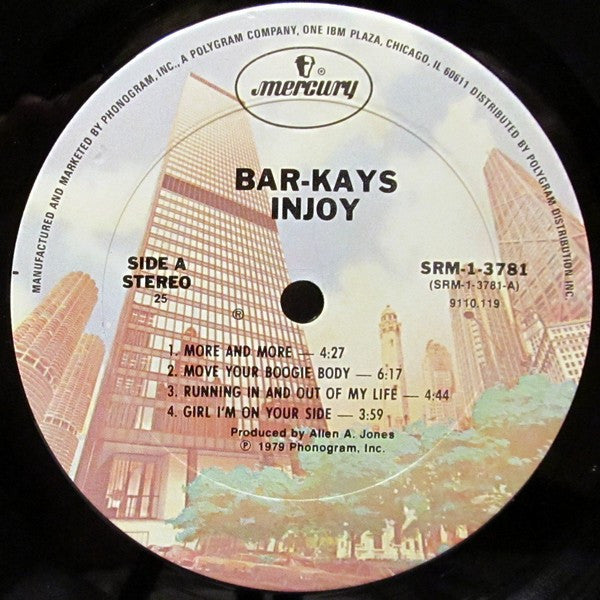 MANUFACTURED AND MARKETED BY PHONOGRAM, INC., A POLYGRAM COMPANY, ONE IBM PLAZA, CHICAGO, IL 60611 DISTRIBUTED BY POLYGRAM DISTRIBUTION, INC.
mercury ®
BAR-KAYS
INJOY
SIDE A
STEREO
25
SRM-1-3781
(SRM-1-3781-A)
9110.119
®
1. MORE AND MORE — 4:27
2. MOVE YOUR BOOGIE BODY — 6:17
3. RUNNING IN AND OUT OF MY LIFE — 4:44
4. GIRL I'M ON YOUR SIDE — 3:59
Produced by Allen A. Jones
℗ 1979 Phonogram, Inc.